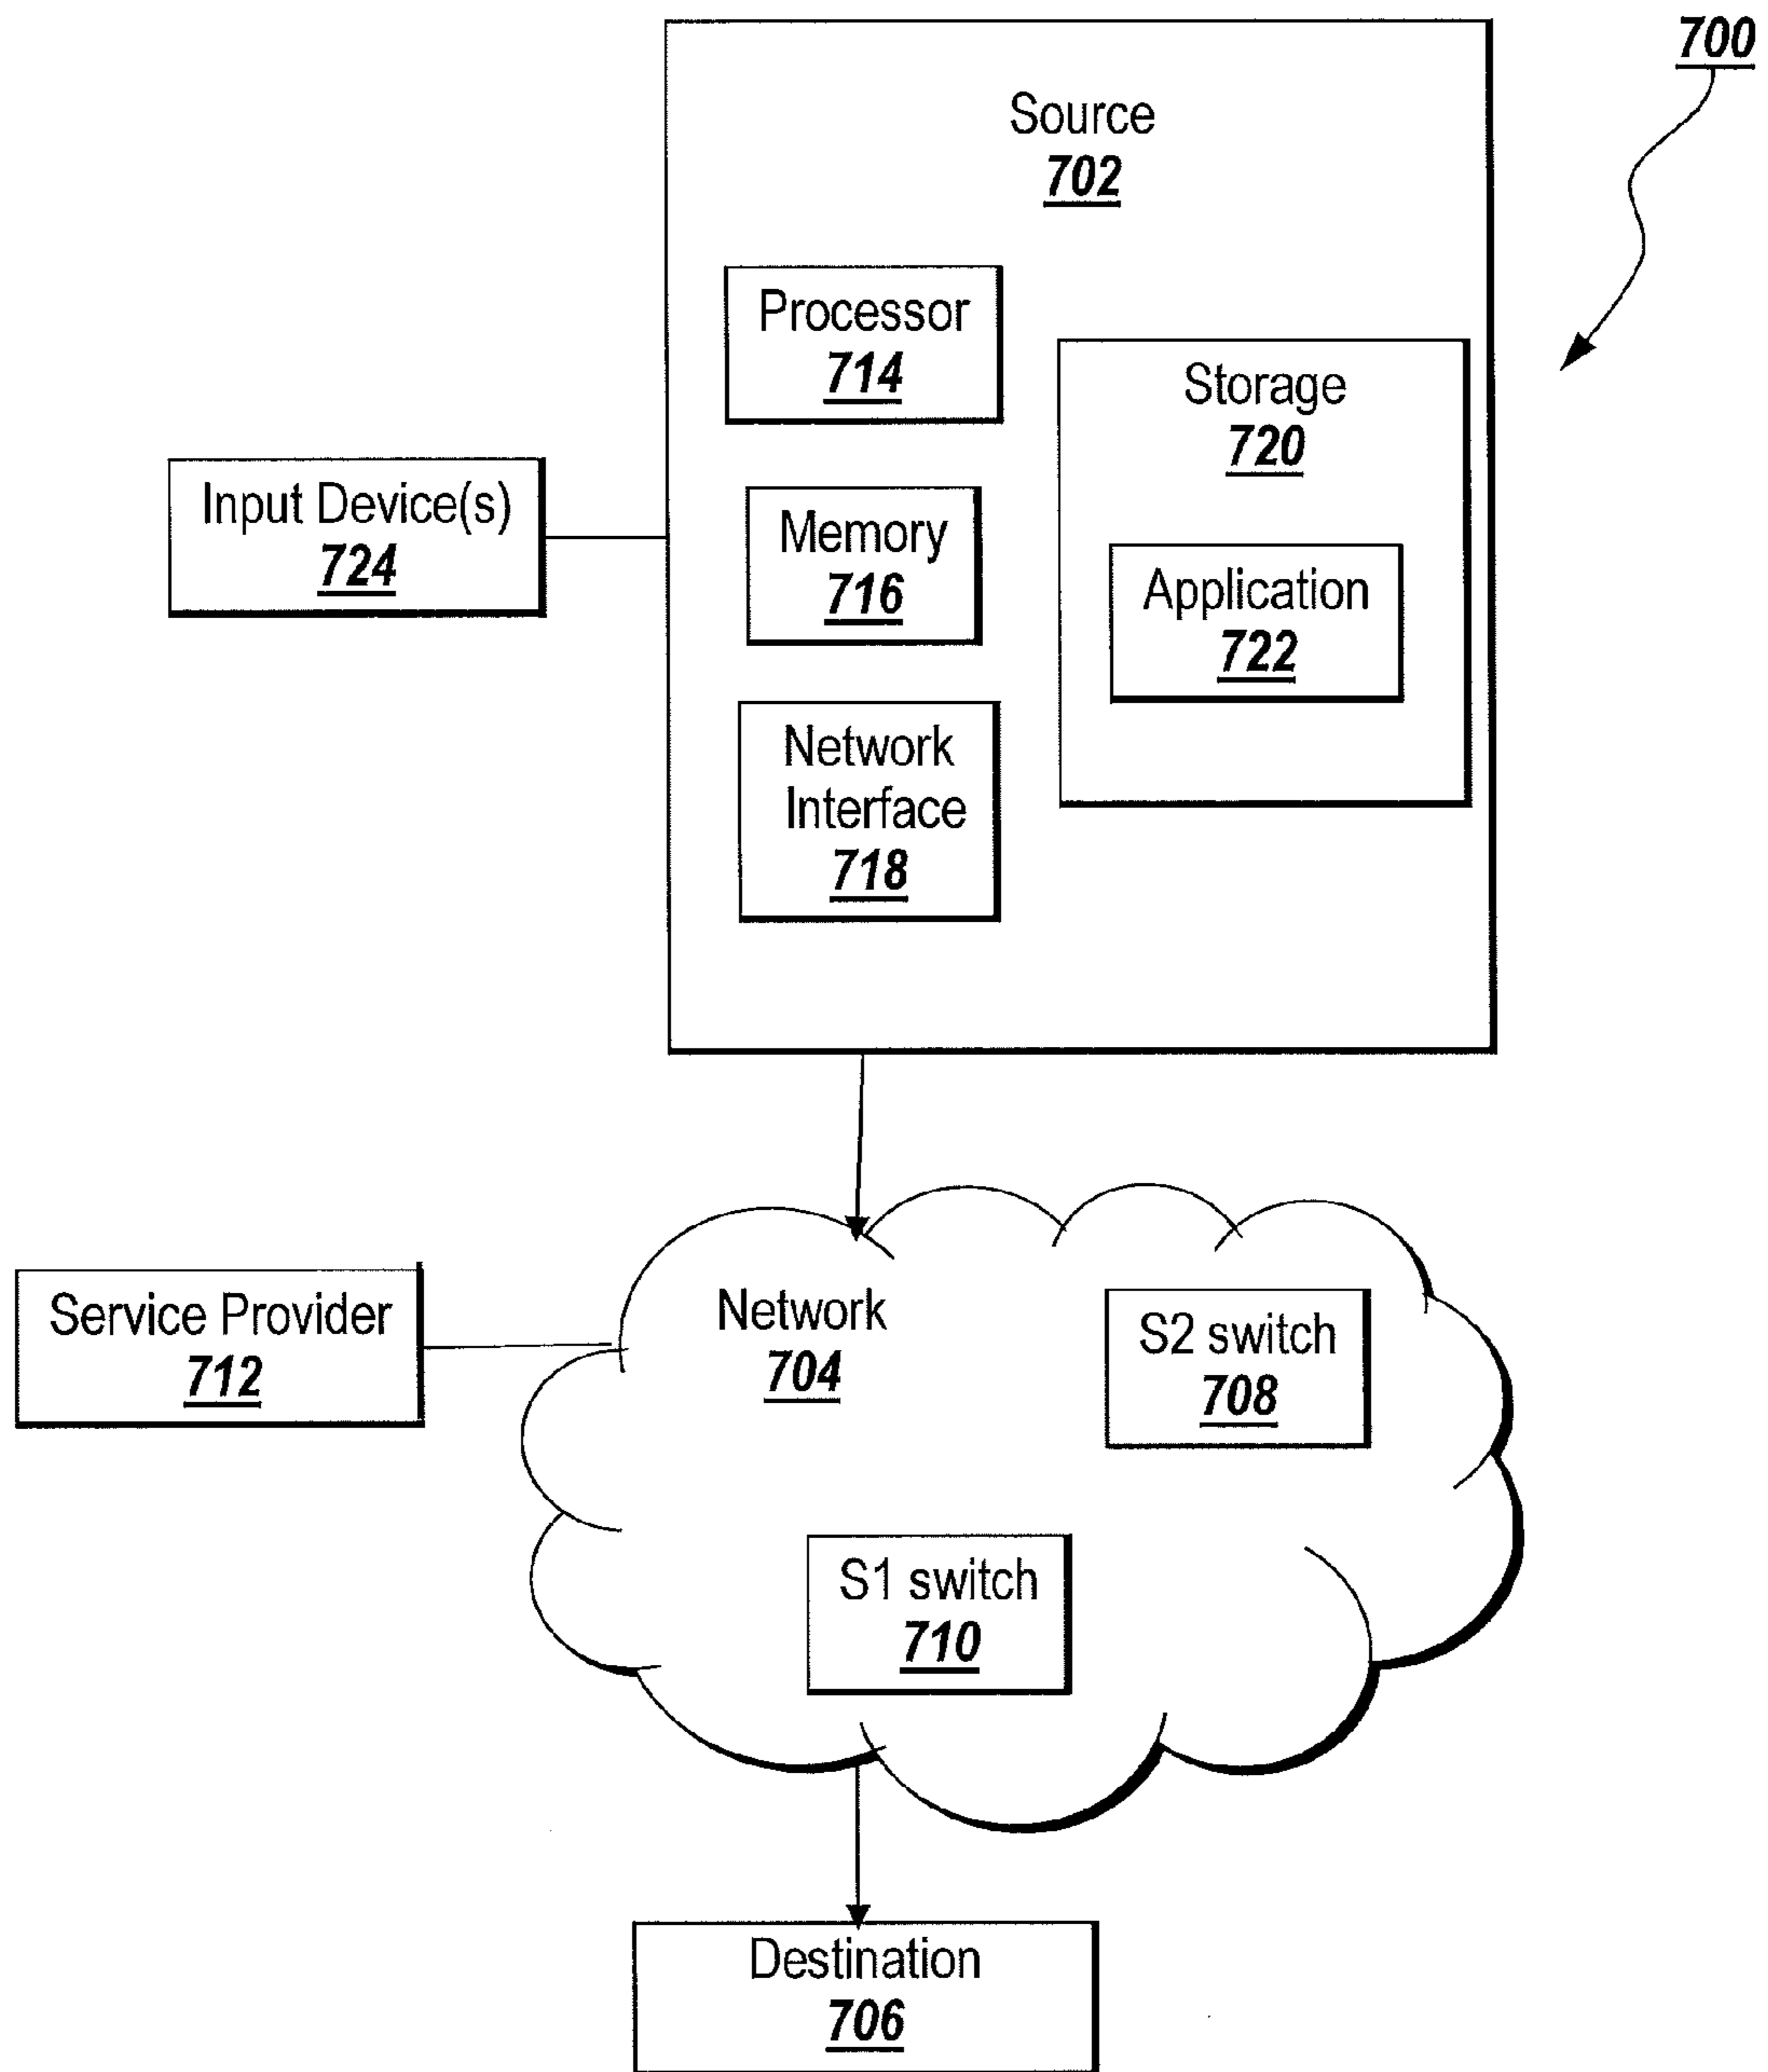 700
Source
702
Processor
714
Storage
720
Input Device(s)
724
Memory
716
Application
722
Network
Interface
718
Service Provider
712
Network
704
S2 switch
708
S1 switch
710
Destination
706